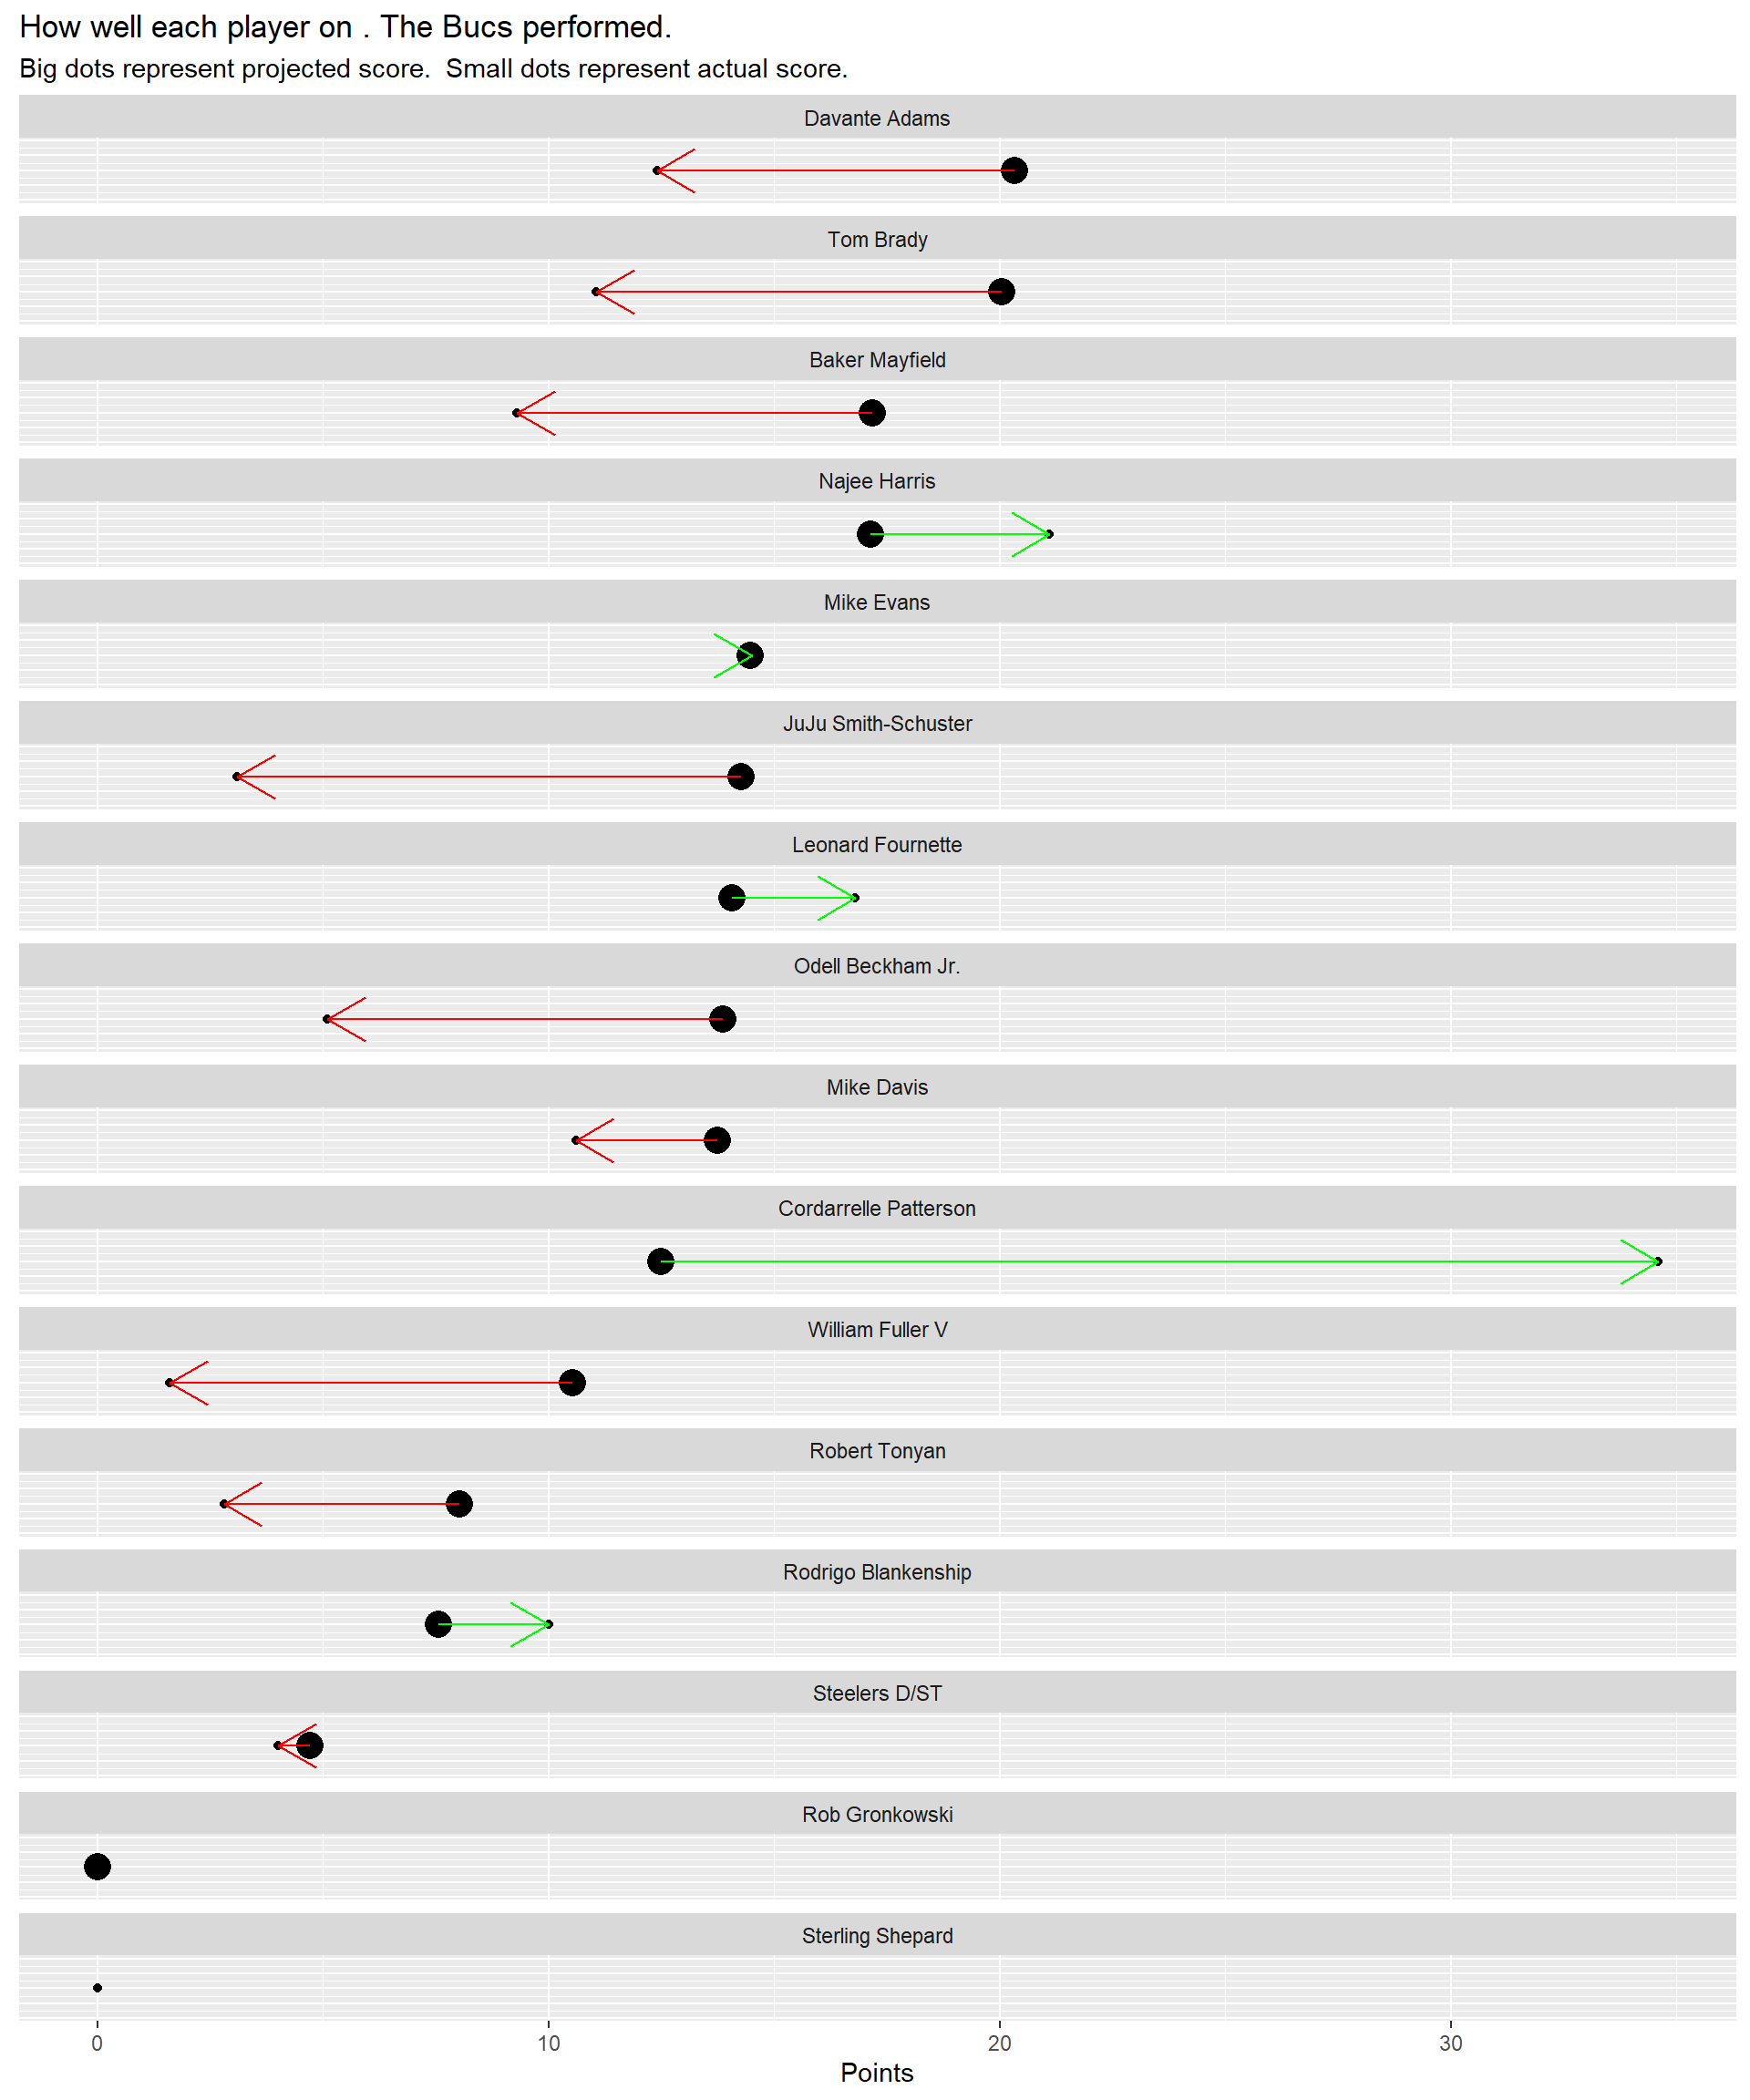 How well each player on . The Bucs performed.
Big dots represent projected score.  Small dots represent actual score.
Davante Adams
Tom Brady
Baker Mayfield
Najee Harris
Mike Evans
JuJu Smith-Schuster
Leonard Fournette
Odell Beckham Jr.
Mike Davis
Cordarrelle Patterson
William Fuller V
Robert Tonyan
Rodrigo Blankenship
Steelers D/ST
Rob Gronkowski
Sterling Shepard
0 10 20 30
Points